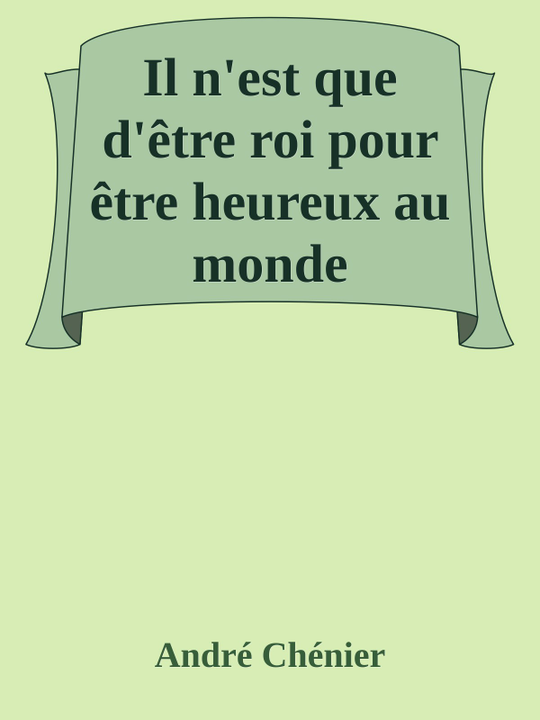 Il n'est que
d'être roi pour
être heureux au
monde
André Chénier